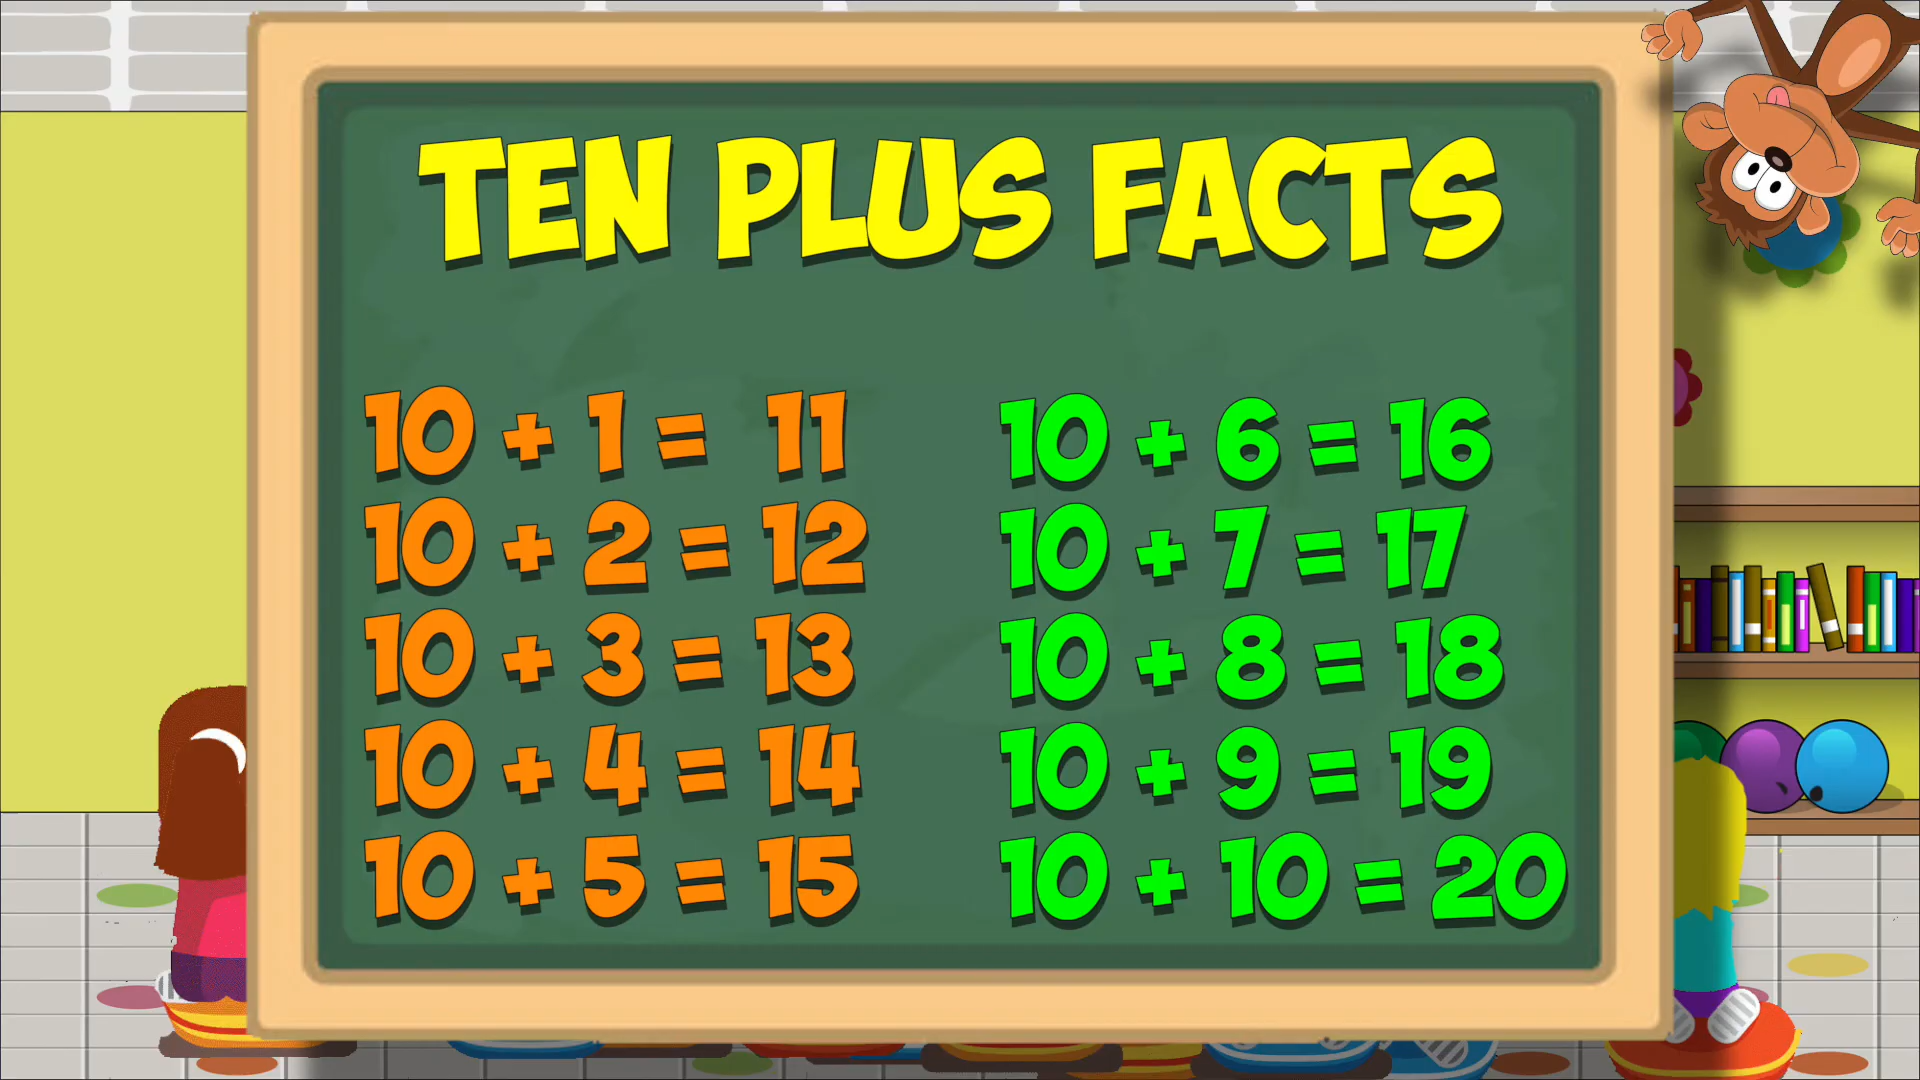 TEN PLUS FACTS
10 + 1 = 11
10 + 2 = 12
10 + 3 = 13
10 + 4 = 14
10 + 5 = 15
10 + 6 = 16
10 + 7 = 17
10 + 8 = 18
10 + 9 = 19
10 + 10 = 20